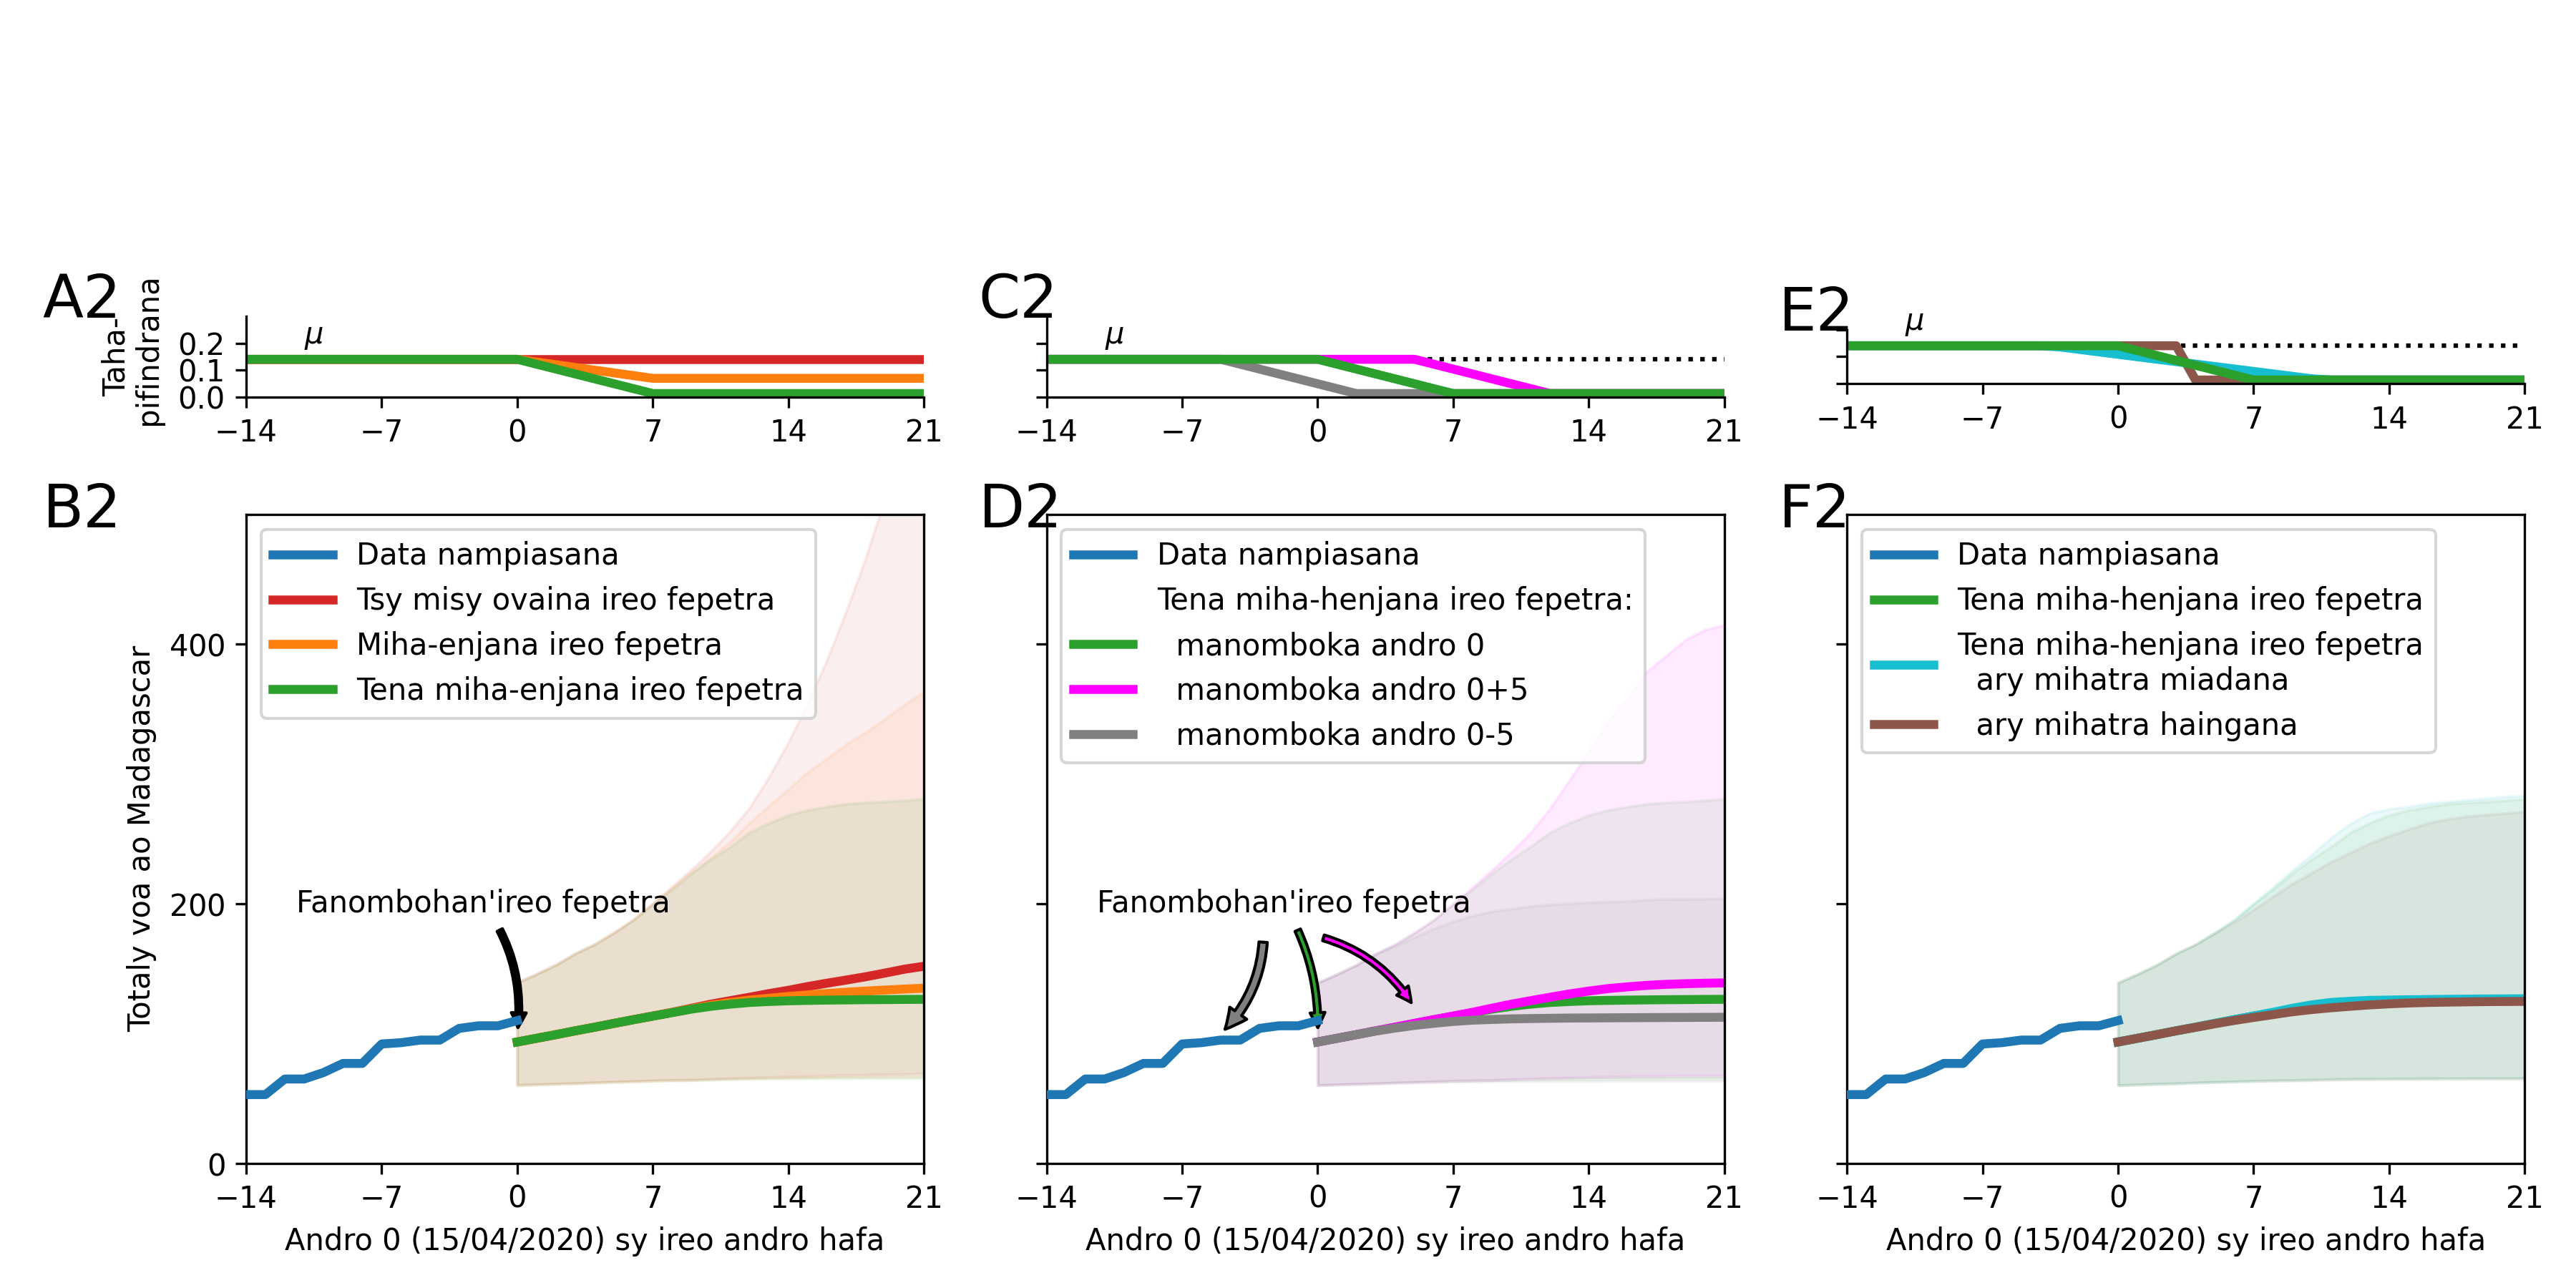 A2
Taha-
pifindrana
μ
0.2
0.1
0.0
−14 −7 0 7 14 21
C2
μ
−14 −7 0 7 14 21
E2
μ
−14 −7 0 7 14 21
B2
Totaly voa ao Madagascar
400
200
0
Data nampiasana
Tsy misy ovaina ireo fepetra
Miha-enjana ireo fepetra
Tena miha-enjana ireo fepetra
Fanombohan'ireo fepetra
−14 −7 0 7 14 21
Andro 0 (15/04/2020) sy ireo andro hafa
D2
Data nampiasana
Tena miha-henjana ireo fepetra:
manomboka andro 0
manomboka andro 0+5
manomboka andro 0-5
Fanombohan'ireo fepetra
−14 −7 0 7 14 21
Andro 0 (15/04/2020) sy ireo andro hafa
F2
Data nampiasana
Tena miha-henjana ireo fepetra
Tena miha-henjana ireo fepetra
ary mihatra miadana
ary mihatra haingana
−14 −7 0 7 14 21
Andro 0 (15/04/2020) sy ireo andro hafa